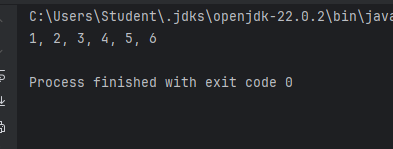 C:\Users\Student\.jdks\openjdk-22.0.2\bin\java
1, 2, 3, 4, 5, 6
Process finished with exit code 0